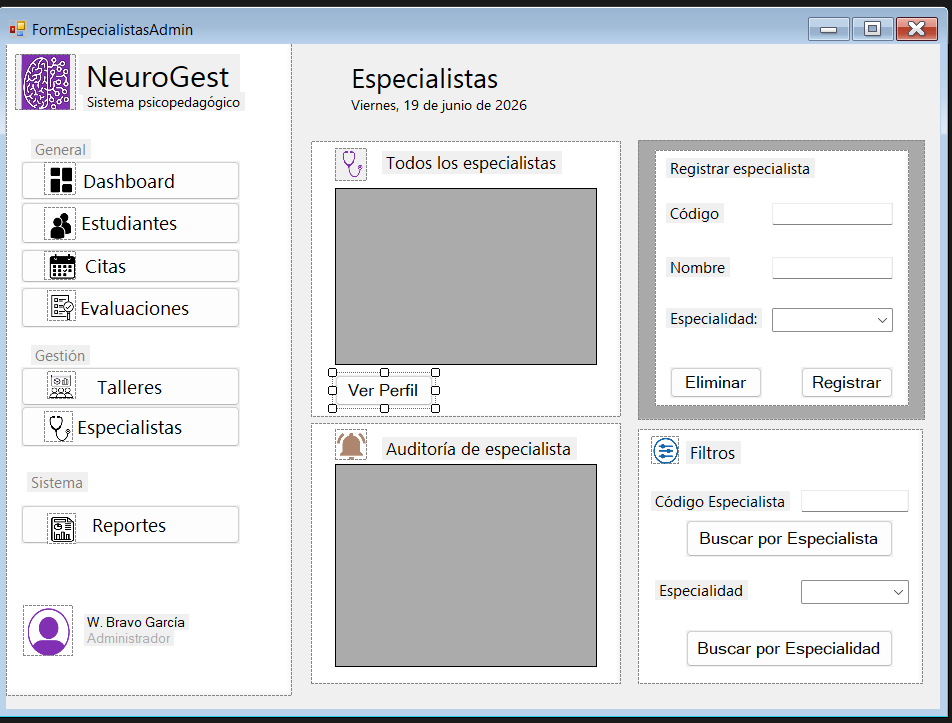 FormEspecialistasAdmin
NeuroGest
Sistema psicopedagógico
General
Dashboard
Estudiantes
Citas
Evaluaciones
Gestión
Talleres
Especialistas
Sistema
Reportes
W. Bravo García
Administrador
Especialistas
Viernes, 19 de junio de 2026
Todos los especialistas
Ver Perfil
Auditoría de especialista
Registrar especialista
Código
Nombre
Especialidad:
Eliminar
Registrar
Filtros
Código Especialista
Buscar por Especialista
Especialidad
Buscar por Especialidad